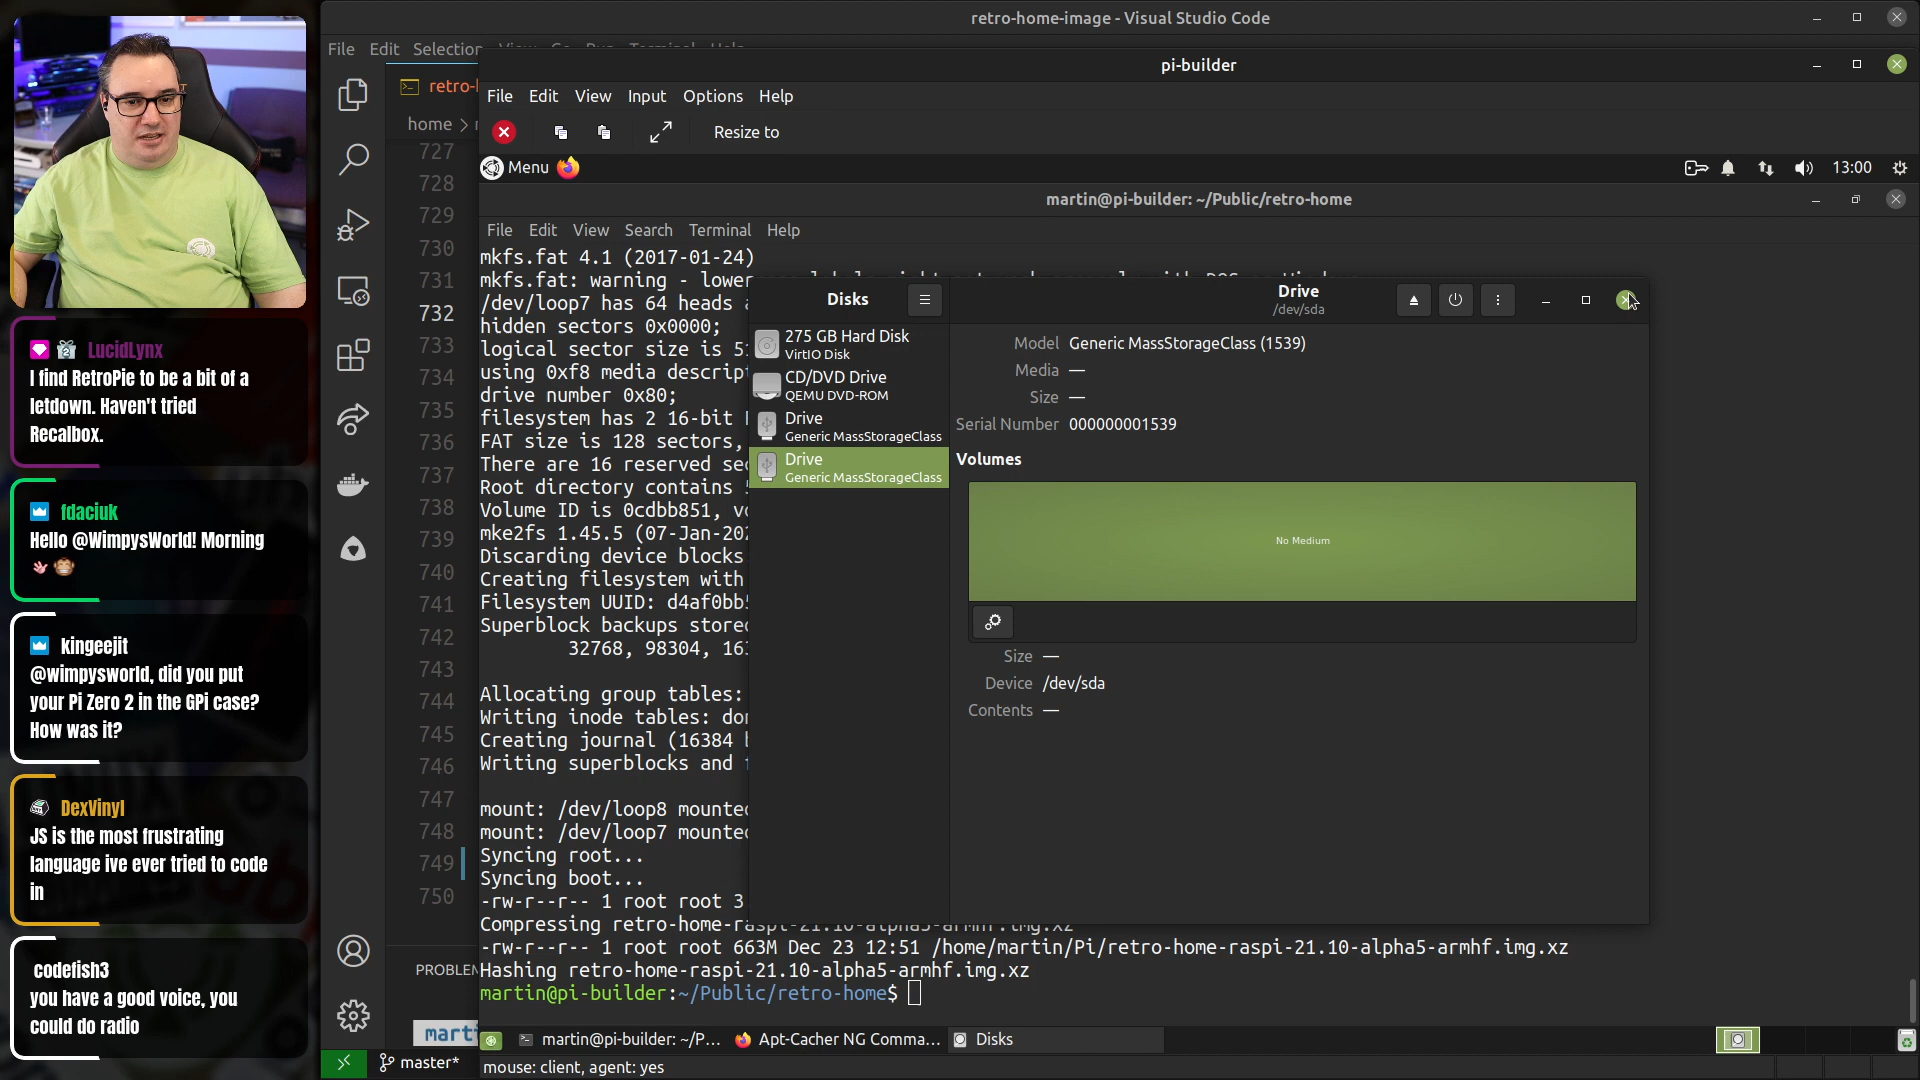 retro-home-image - Visual Studio Code
File Edit Selection
pi-builder
File Edit View Input Options Help
Resize to
Menu
13:00
martin@pi-builder: ~/Public/retro-home
File Edit View Search Terminal Help
retro-
home >
727
728
729
730
731
732
733
734
735
736
737
738
739
740
741
742
743
744
745
746
747
748
749
750
mkfs.fat 4.1 (2017-01-24)
mkfs.fat: warning - lower
/dev/loop7 has 64 heads
hidden sectors 0x0000;
logical sector size is
using 0xf8 media
drive number 0x80;
filesystem has 2 16-bit
FAT size is 128 sectors,
There are 16 reserved
Root directory contains
Volume ID is 0cdbb851,
mke2fs 1.45.5
Discarding device blocks
Creating filesystem with
Filesystem UUID:
Superblock backups
32768, 98304,
Allocating group tables:
Writing inode tables:
Creating journal (16384
Writing superblocks and
mount: /dev/loop8
mount: /dev/loop7
Syncing root...
Syncing boot...
-rw-r--r-- 1 root root
Compressing retro-home-raspi-21.10-alpha5-armhf.img.xz
-rw-r--r-- 1 root root 663M Dec 23 12:51 /home/martin/Pi/retro-home-raspi-21.10-alpha5-armhf.img.xz
Hashing retro-home-raspi-21.10-alpha5-armhf.img.xz
martin@pi-builder:~/Public/retro-home$
Disks
275 GB Hard Disk
VirtIO Disk
CD/DVD Drive
QEMU DVD-ROM
Drive
Generic MassStorageClass
Drive
Generic MassStorageClass
Drive
/dev/sda
Model Generic MassStorageClass (1539)
Media —
Size —
Serial Number 000000001539
Volumes
No Medium
Size —
Device /dev/sda
Contents —
martin@pi-builder: ~/P...
Apt-Cacher NG Comma...
Disks
mouse: client, agent: yes
master*
LucidLynx
I find RetroPie to be a bit of a
letdown. Haven't tried
Recalbox.
fdaciuk
Hello @WimpysWorld! Morning
kingeejit
@wimpysworld, did you put
your Pi Zero 2 in the GPi case?
How was it?
DexVinyl
JS is the most frustrating
language ive ever tried to code
in
codefish3
you have a good voice, you
could do radio